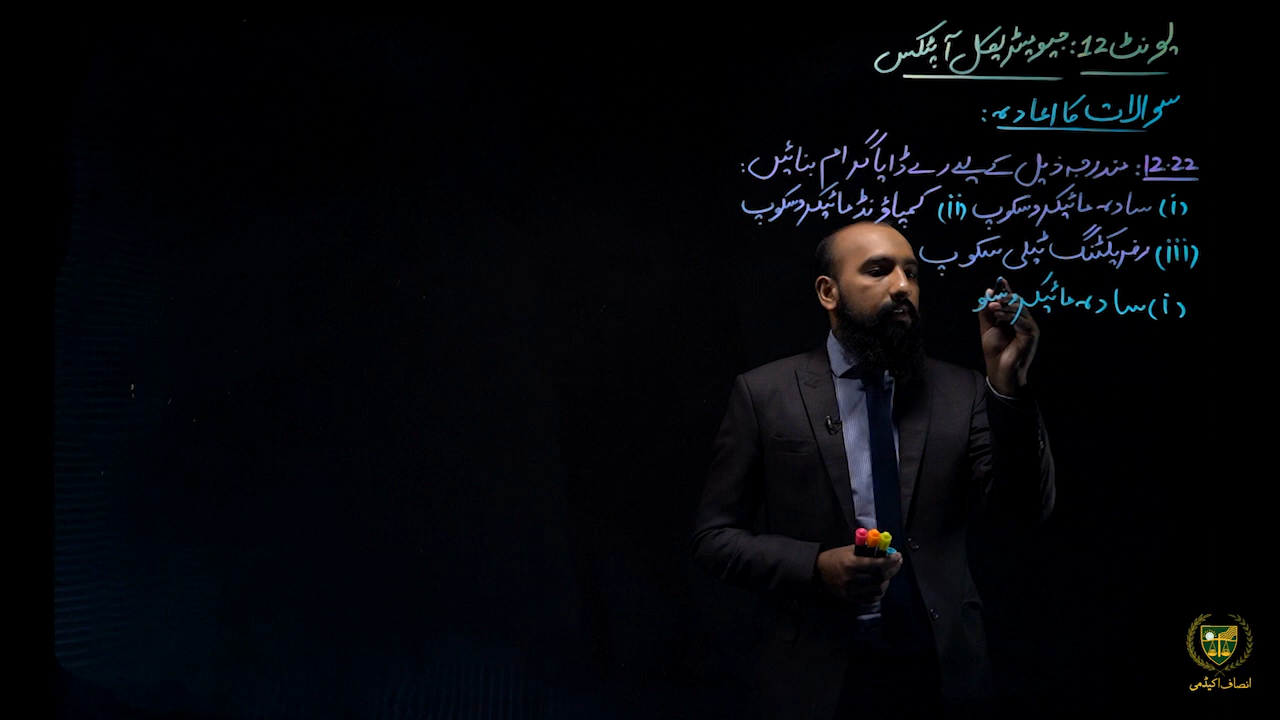 یونٹ 12: جیومیٹریکل آپٹکس
سوالات کا اعادہ:
12.22: مندرجہ ذیل کے لیے رے ڈایاگرام بنائیں:
(i) سادہ مائیکروسکوپ (ii) کمپاؤنڈ مائیکروسکوپ
(iii) رفریکٹنگ ٹیلی سکوپ
(i) سادہ مائیکروسکو
انصاف اکیڈمی